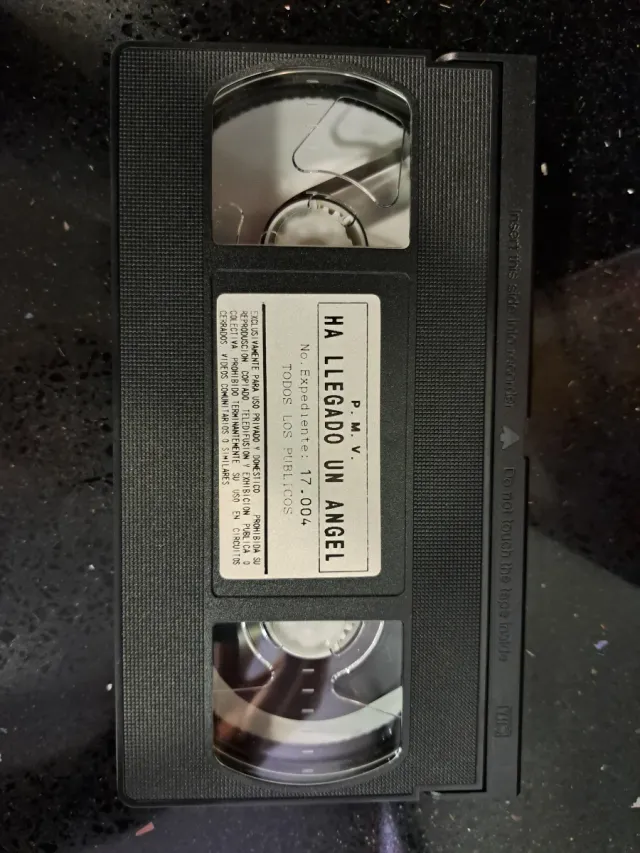 P. M. V.
HA LLEGADO UN ANGEL
No. Expediente: 17.004
TODOS LOS PUBLICOS
EXCLUSIVAMENTE PARA USO PRIVADO Y DOMESTICO PROHIBIDA SU
REPRODUSCION COPIADO TELEDIFUSION Y EXHIBICION PUBLICA O
COLECTIVA PROHIBIDO TERMINANTEMENTE SU USO EN CIRCUITOS
CERRADOS VIDEOS COMUNITARIOS O SIMILARES
Insert this side into recorder
Do not touch the tape inside
VHS